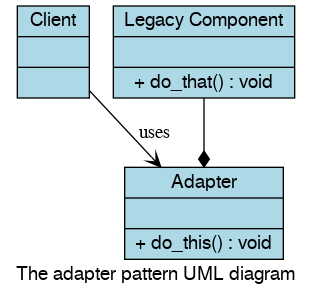 Client
Legacy Component
+ do_that() : void
uses
Adapter
+ do_this() : void
The adapter pattern UML diagram